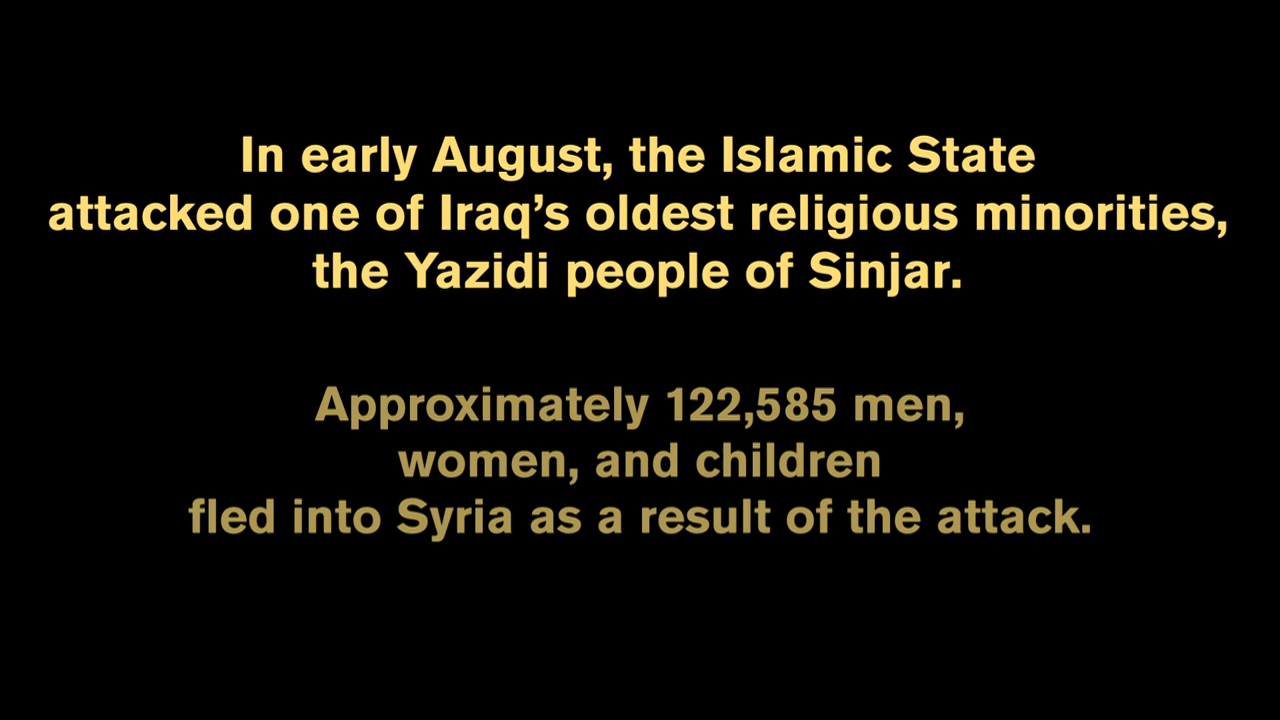 In early August, the Islamic State
attacked one of Iraq’s oldest religious minorities,
the Yazidi people of Sinjar.
Approximately 122,585 men,
women, and children
fled into Syria as a result of the attack.